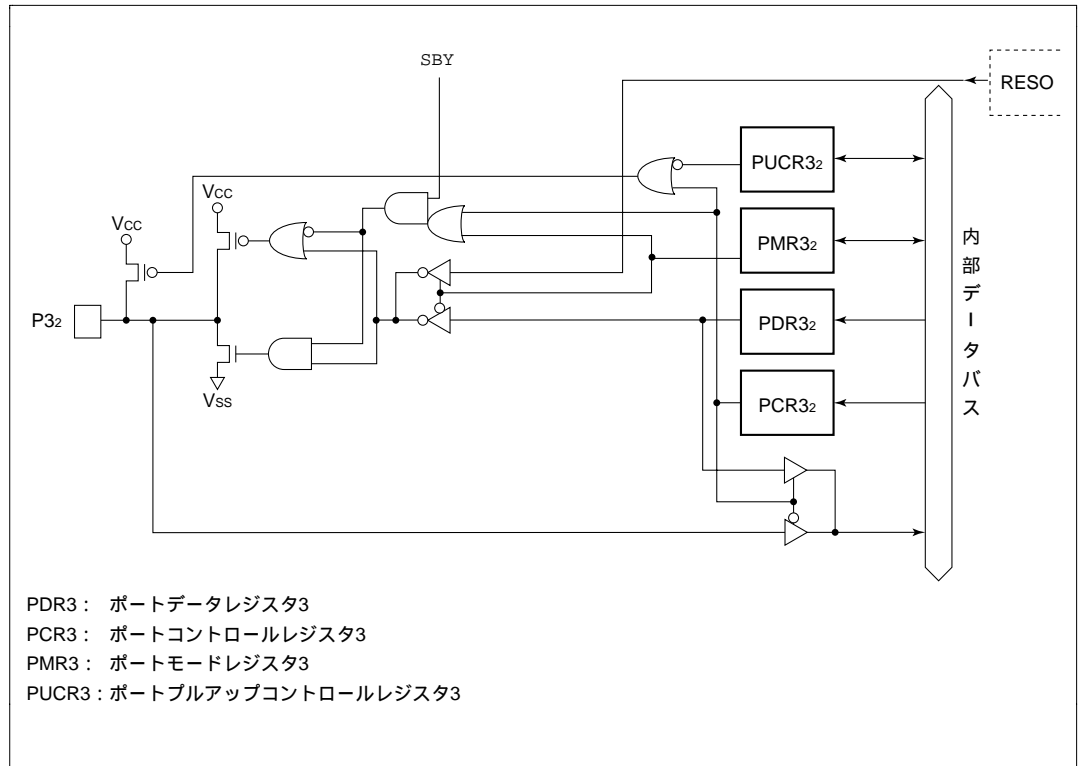 SBY
RESO
PUCR3₂
VCC
VCC
PMR3₂
P3₂
PDR3₂
VSS
PCR3₂
内部データバス
PDR3： ポートデータレジスタ3
PCR3： ポートコントロールレジスタ3
PMR3： ポートモードレジスタ3
PUCR3：ポートプルアップコントロールレジスタ3